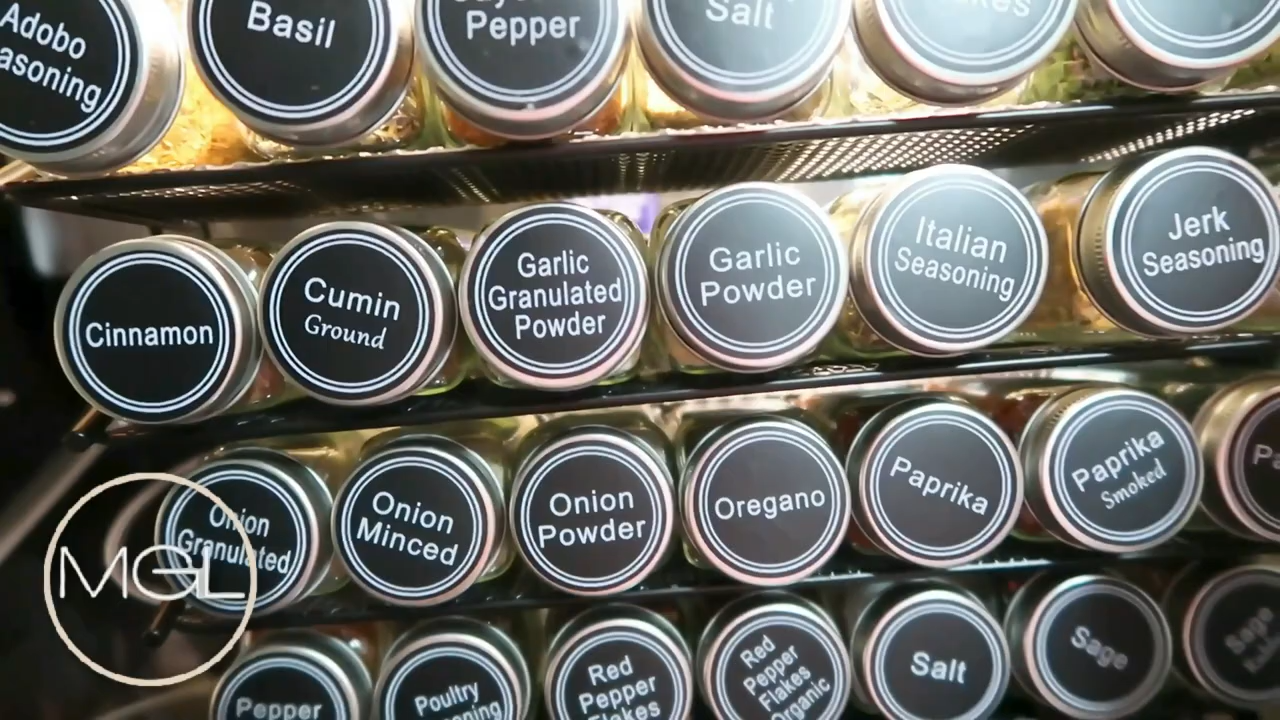 Adobo
Basil
Pepper
Salt
Cinnamon
Cumin
Ground
Garlic
Granulated
Powder
Garlic
Powder
Italian
Seasoning
Jerk
Seasoning
Onion
Granulated
Onion
Minced
Onion
Powder
Oregano
Paprika
Paprika
Smoked
Pepper
Poultry
Red
Pepper
Flakes
Red
Pepper
Flakes
Organic
Salt
Sage
Sage
MGL